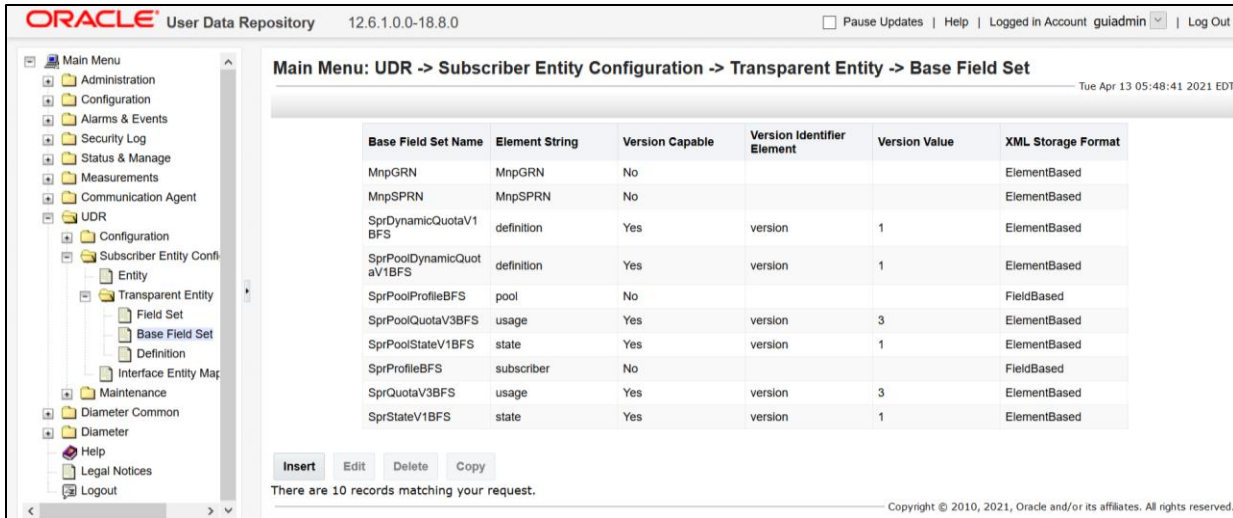 ORACLE® User Data Repository 12.6.1.0.0-18.8.0 Pause Updates | Help | Logged in Account guiadmin | Log Out
Main Menu
Administration
Configuration
Alarms & Events
Security Log
Status & Manage
Measurements
Communication Agent
UDR
Configuration
Subscriber Entity Confi
Entity
Transparent Entity
Field Set
Base Field Set
Definition
Interface Entity Map
Maintenance
Diameter Common
Diameter
Help
Legal Notices
Logout
Main Menu: UDR -> Subscriber Entity Configuration -> Transparent Entity -> Base Field Set
Tue Apr 13 05:48:41 2021 EDT
Base Field Set Name Element String Version Capable Version Identifier Element Version Value XML Storage Format
MnpGRN MnpGRN No ElementBased
MnpSPRN MnpSPRN No ElementBased
SprDynamicQuotaV1
BFS definition Yes version 1 ElementBased
SprPoolDynamicQuot
aV1BFS definition Yes version 1 ElementBased
SprPoolProfileBFS pool No FieldBased
SprPoolQuotaV3BFS usage Yes version 3 ElementBased
SprPoolStateV1BFS state Yes version 1 ElementBased
SprProfileBFS subscriber No FieldBased
SprQuotaV3BFS usage Yes version 3 ElementBased
SprStateV1BFS state Yes version 1 ElementBased
Insert Edit Delete Copy
There are 10 records matching your request.
Copyright © 2010, 2021, Oracle and/or its affiliates. All rights reserved.